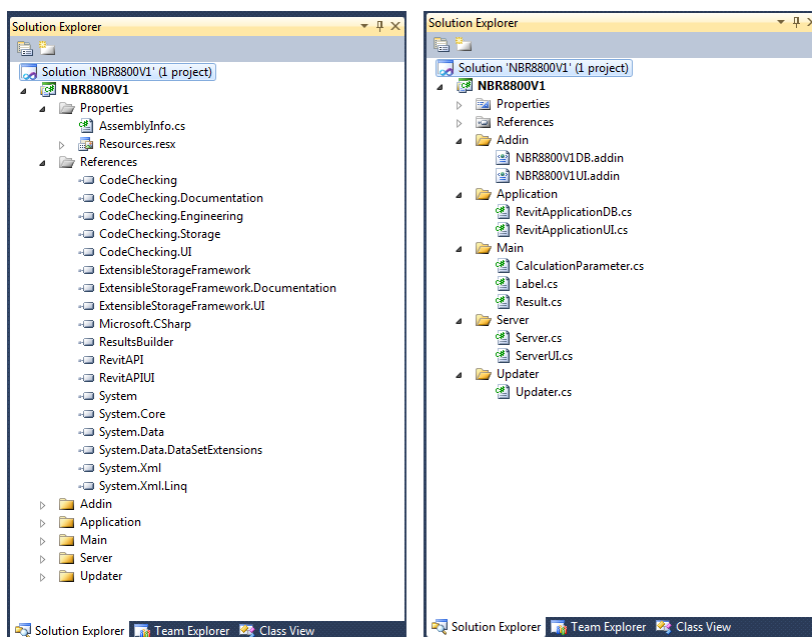 Solution Explorer
Solution 'NBR8800V1' (1 project)
NBR8800V1
Properties
AssemblyInfo.cs
Resources.resx
References
CodeChecking
CodeChecking.Documentation
CodeChecking.Engineering
CodeChecking.Storage
CodeChecking.UI
ExtensibleStorageFramework
ExtensibleStorageFramework.Documentation
ExtensibleStorageFramework.UI
Microsoft.CSharp
ResultsBuilder
RevitAPI
RevitAPIUI
System
System.Core
System.Data
System.Data.DataSetExtensions
System.Xml
System.Xml.Linq
Addin
Application
Main
Server
Updater
Solution Explorer Team Explorer Class View
Solution Explorer
Solution 'NBR8800V1' (1 project)
NBR8800V1
Properties
References
Addin
NBR8800V1DB.addin
NBR8800V1UI.addin
Application
RevitApplicationDB.cs
RevitApplicationUI.cs
Main
CalculationParameter.cs
Label.cs
Result.cs
Server
Server.cs
ServerUI.cs
Updater
Updater.cs
Solution Explorer Team Explorer Class View